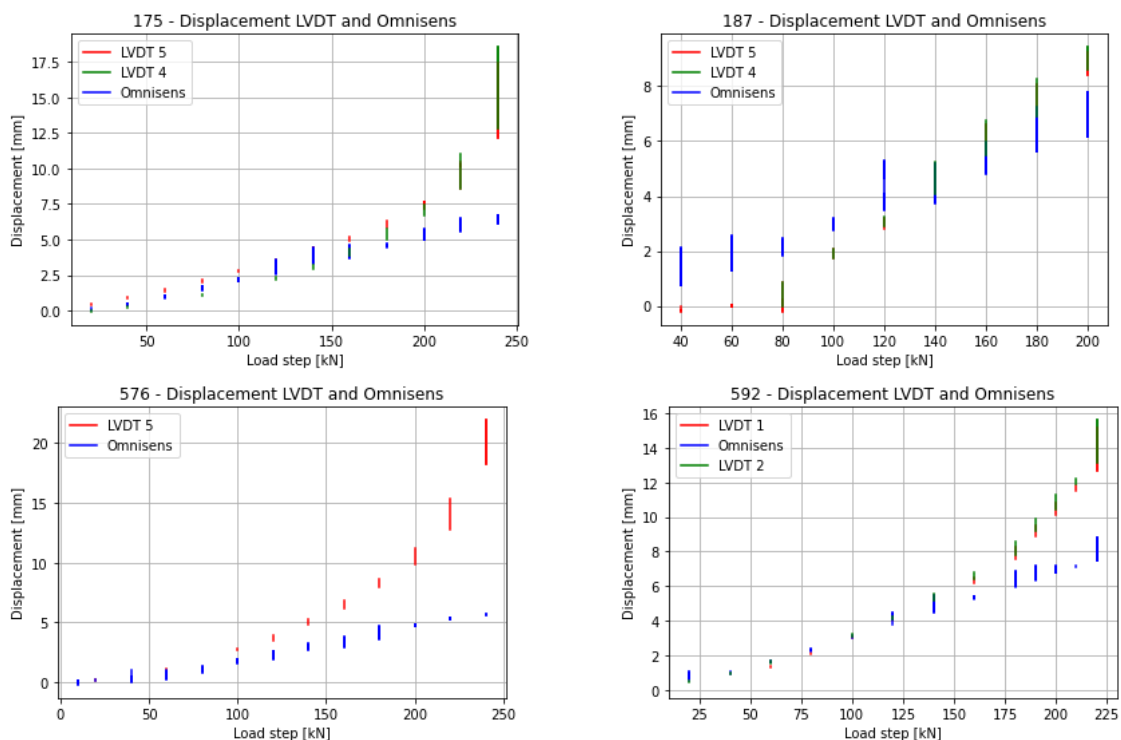 175 - Displacement LVDT and Omnisens
LVDT 5
LVDT 4
Omnisens
Displacement [mm]
17.5
15.0
12.5
10.0
7.5
5.0
2.5
0.0
50 100 150 200 250
Load step [kN]
187 - Displacement LVDT and Omnisens
LVDT 5
LVDT 4
Omnisens
Displacement [mm]
8
6
4
2
0
40 60 80 100 120 140 160 180 200
Load step [kN]
576 - Displacement LVDT and Omnisens
LVDT 5
Omnisens
Displacement [mm]
20
15
10
5
0
0 50 100 150 200 250
Load step [kN]
592 - Displacement LVDT and Omnisens
LVDT 1
Omnisens
LVDT 2
Displacement [mm]
16
14
12
10
8
6
4
2
0
25 50 75 100 125 150 175 200 225
Load step [kN]